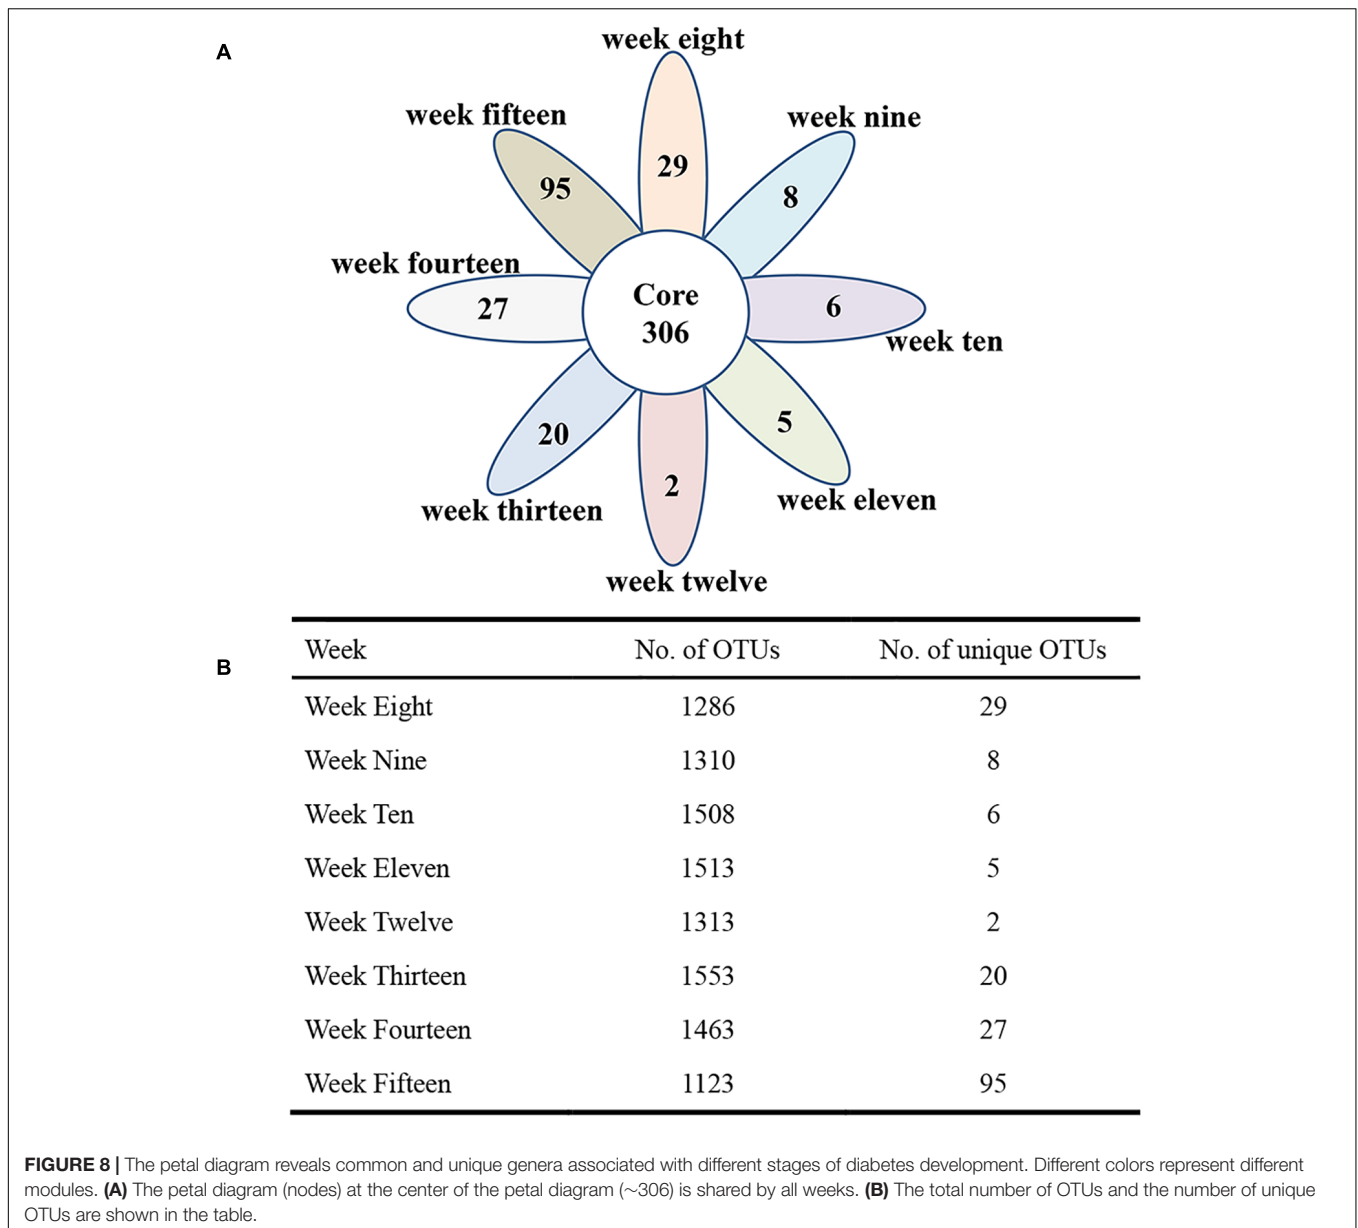 A
week eight
week fifteen
week nine
29
95
8
week fourteen
27
Core
306
6
week ten
20
5
2
week thirteen
week eleven
week twelve
B
Week No. of OTUs No. of unique OTUs
Week Eight 1286 29
Week Nine 1310 8
Week Ten 1508 6
Week Eleven 1513 5
Week Twelve 1313 2
Week Thirteen 1553 20
Week Fourteen 1463 27
Week Fifteen 1123 95
FIGURE 8 | The petal diagram reveals common and unique genera associated with different stages of diabetes development. Different colors represent different
modules. (A) The petal diagram (nodes) at the center of the petal diagram (∼306) is shared by all weeks. (B) The total number of OTUs and the number of unique
OTUs are shown in the table.